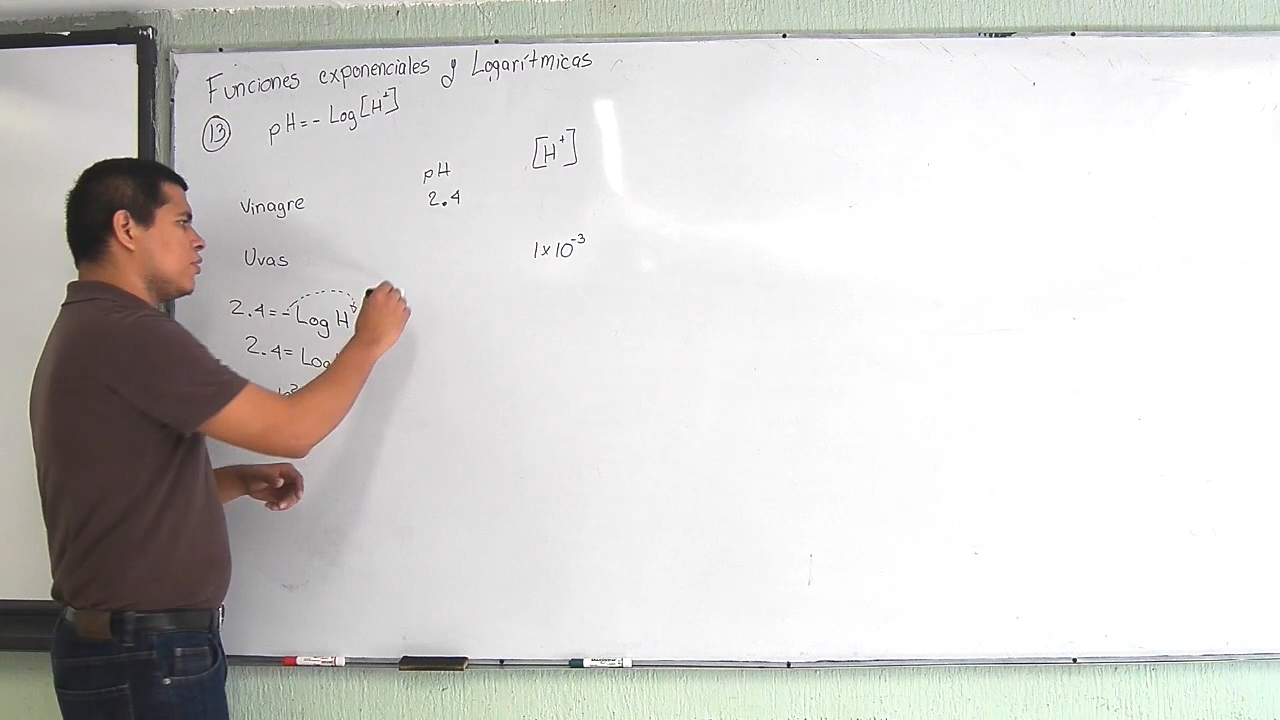 Funciones exponenciales y Logarítmicas
13 pH = - Log [H⁺]
pH [H⁺]
Vinagre 2.4
Uvas 1x10⁻³
2.4 = - Log H
2.4 = Log